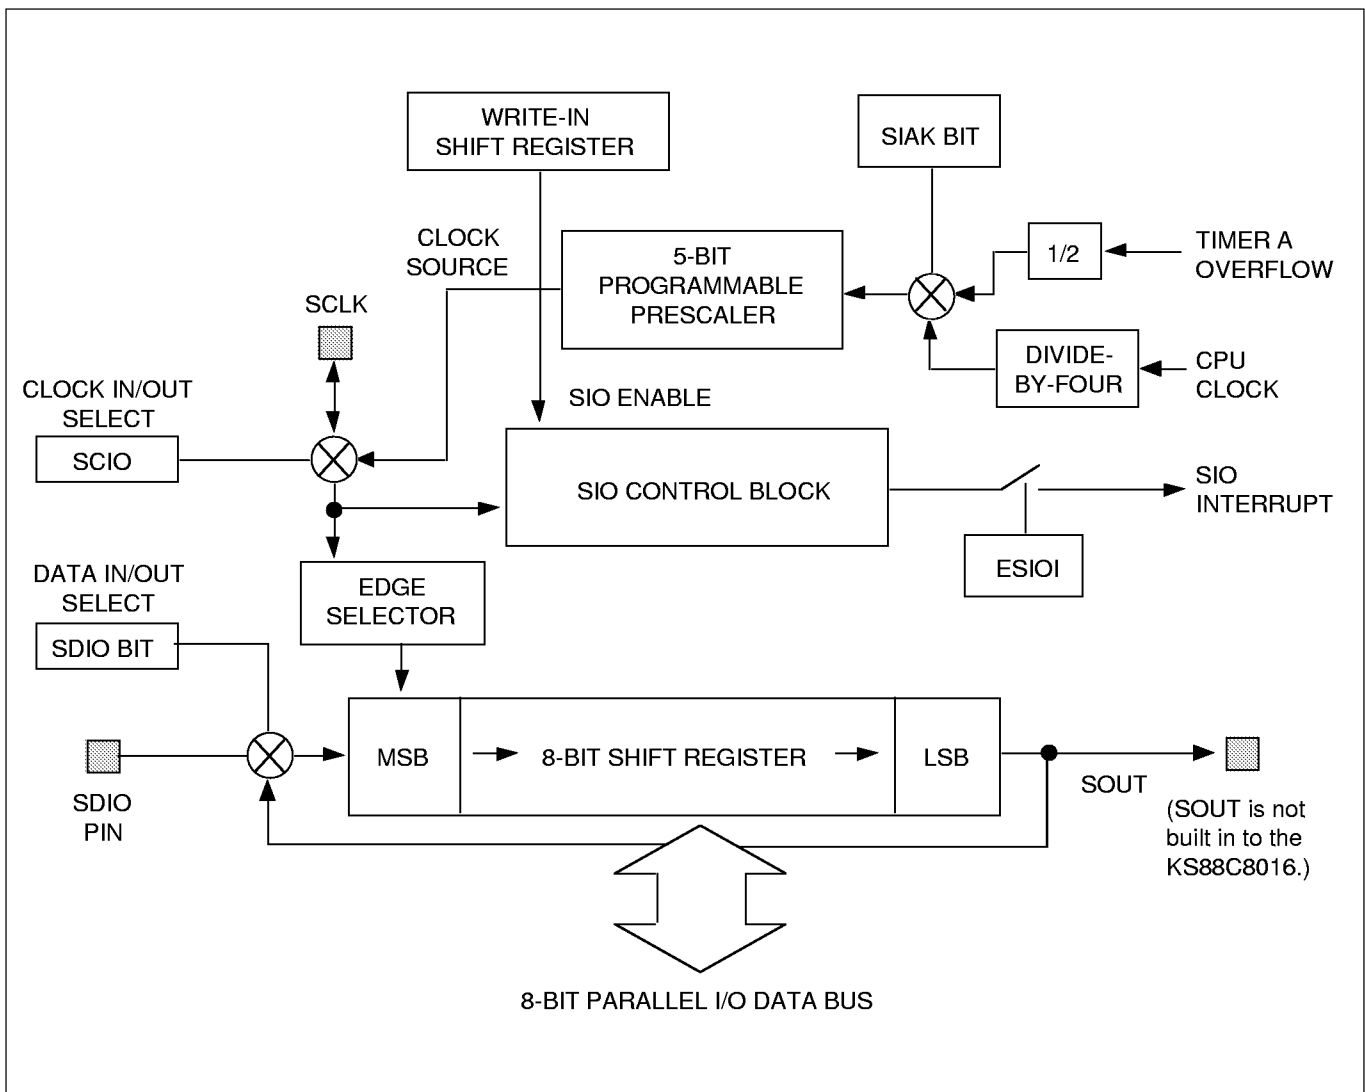 WRITE-IN
SHIFT REGISTER
SIAK BIT
CLOCK
SOURCE
5-BIT
PROGRAMMABLE
PRESCALER
1/2
TIMER A
OVERFLOW
SCLK
DIVIDE-
BY-FOUR
CPU
CLOCK
CLOCK IN/OUT
SELECT
SCIO
SIO ENABLE
SIO CONTROL BLOCK
SIO
INTERRUPT
ESIOI
DATA IN/OUT
SELECT
SDIO BIT
EDGE
SELECTOR
SDIO
PIN
MSB
8-BIT SHIFT REGISTER
LSB
SOUT
(SOUT is not
built in to the
KS88C8016.)
8-BIT PARALLEL I/O DATA BUS